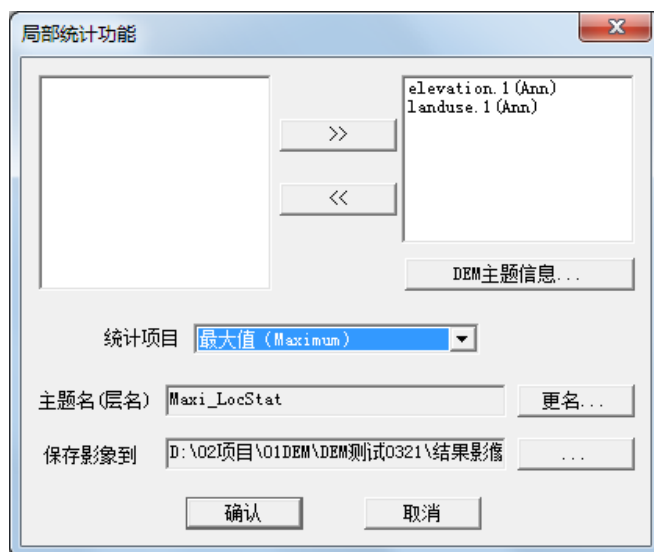 局部统计功能
elevation.1(Ann)
landuse.1(Ann)
>>
<<
DEM主题信息...
统计项目 最大值 (Maximum)
主题名(层名) Maxi_LocStat 更名...
保存影象到 D:\02项目\01DEM\DEM测试0321\结果影像 ...
确认 取消